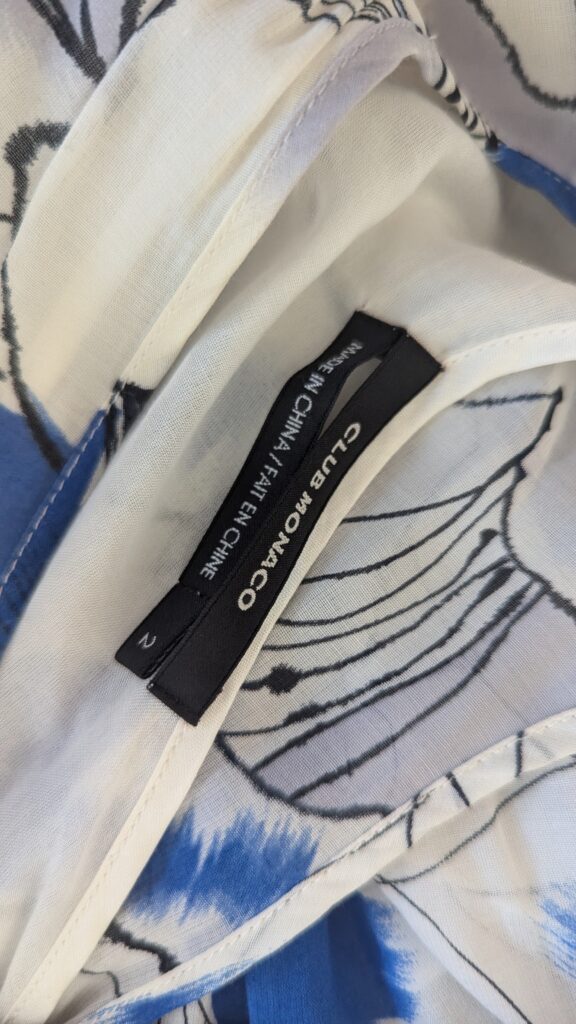 CLUB MONACO
MADE IN CHINA / FAIT EN CHINE
2